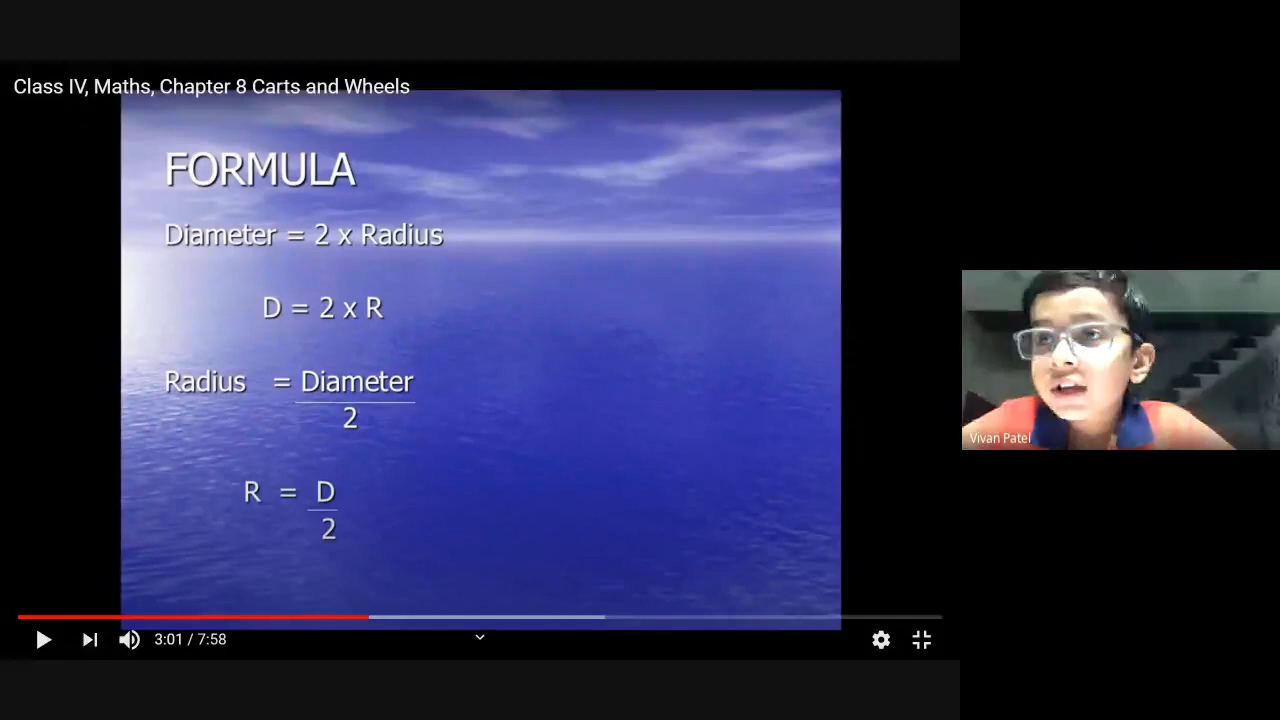 Class IV, Maths, Chapter 8 Carts and Wheels
FORMULA
Diameter = 2 x Radius
D = 2 x R
Radius = Diameter
2
R = D
2
3:01 / 7:58
Vivan Patel